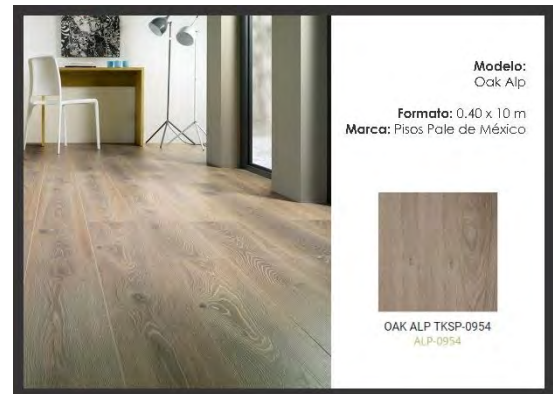 Modelo:
Oak Alp
Formato: 0.40 x 10 m
Marca: Pisos Pale de México
OAK ALP TKSP-0954
ALP-0954